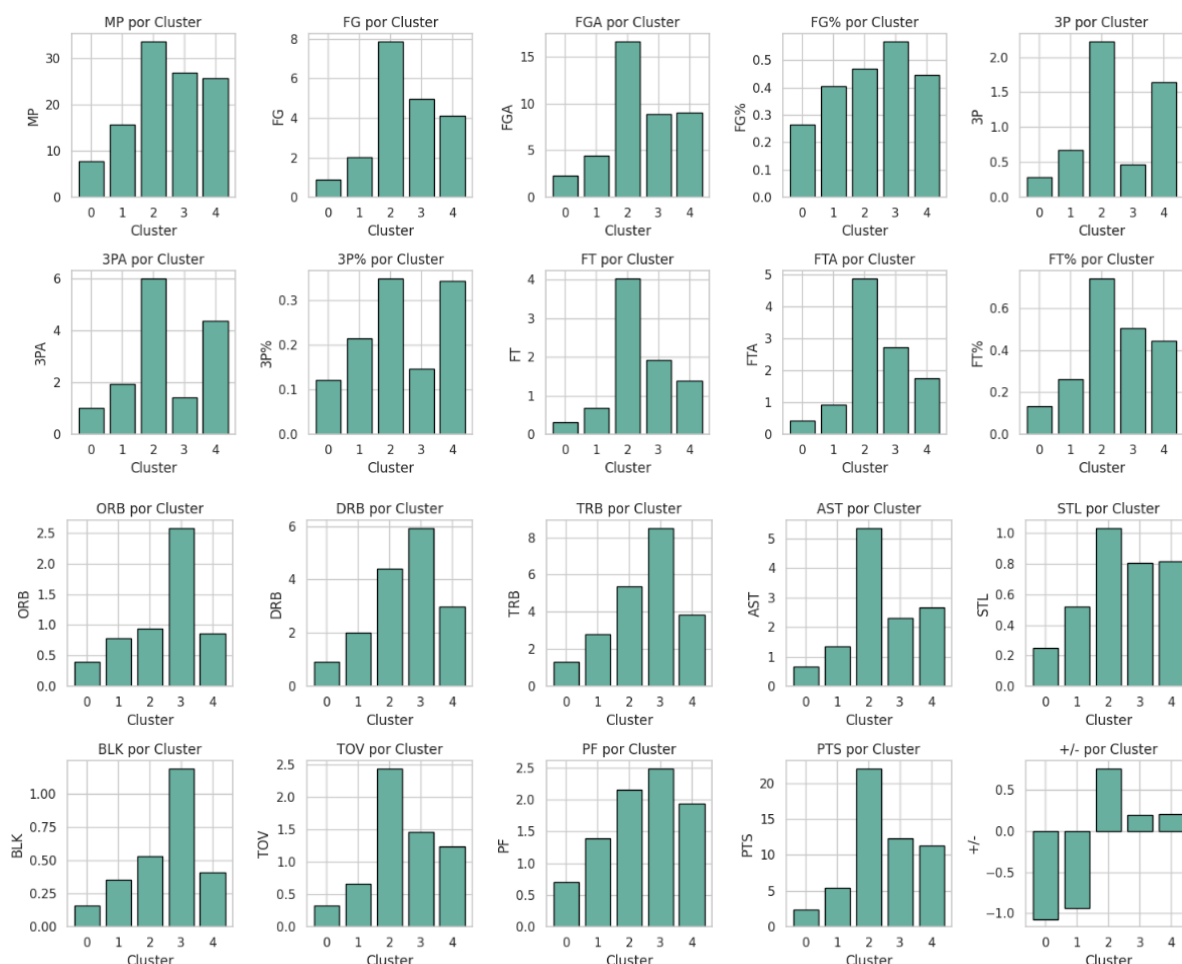 MP por Cluster FG por Cluster FGA por Cluster FG% por Cluster 3P por Cluster
MP
30
20
10
0
0 1 2 3 4
Cluster
FG
8
6
4
2
0
0 1 2 3 4
Cluster
FGA
15
10
5
0
0 1 2 3 4
Cluster
FG%
0.5
0.4
0.3
0.2
0.1
0.0
0 1 2 3 4
Cluster
3P
2.0
1.5
1.0
0.5
0.0
0 1 2 3 4
Cluster
3PA por Cluster 3P% por Cluster FT por Cluster FTA por Cluster FT% por Cluster
3PA
6
4
2
0
0 1 2 3 4
Cluster
3P%
0.3
0.2
0.1
0.0
0 1 2 3 4
Cluster
FT
4
3
2
1
0
0 1 2 3 4
Cluster
FTA
5
4
3
2
1
0
0 1 2 3 4
Cluster
FT%
0.6
0.4
0.2
0.0
0 1 2 3 4
Cluster
ORB por Cluster DRB por Cluster TRB por Cluster AST por Cluster STL por Cluster
ORB
2.5
2.0
1.5
1.0
0.5
0.0
0 1 2 3 4
Cluster
DRB
6
4
2
0
0 1 2 3 4
Cluster
TRB
8
6
4
2
0
0 1 2 3 4
Cluster
AST
5
4
3
2
1
0
0 1 2 3 4
Cluster
STL
1.0
0.8
0.6
0.4
0.2
0.0
0 1 2 3 4
Cluster
BLK por Cluster TOV por Cluster PF por Cluster PTS por Cluster +/- por Cluster
BLK
1.00
0.75
0.50
0.25
0.00
0 1 2 3 4
Cluster
TOV
2.5
2.0
1.5
1.0
0.5
0.0
0 1 2 3 4
Cluster
PF
2.5
2.0
1.5
1.0
0.5
0.0
0 1 2 3 4
Cluster
PTS
20
15
10
5
0
0 1 2 3 4
Cluster
+/-
0.5
0.0
−0.5
−1.0
0 1 2 3 4
Cluster